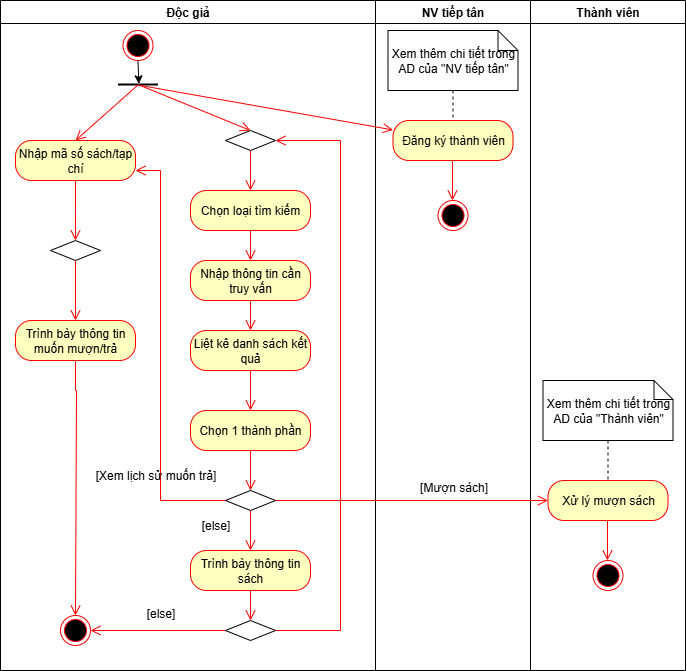 Độc giả
NV tiếp tân
Thành viên
Xem thêm chi tiết trong
AD của "NV tiếp tân"
Nhập mã số sách/tạp
chí
Đăng ký thành viên
Chọn loại tìm kiếm
Nhập thông tin cần
truy vấn
Trình bày thông tin
muốn mượn/trả
Liệt kê danh sách kết
quả
Xem thêm chi tiết trong
AD của "Thành viên"
Chọn 1 thành phần
[Xem lịch sử muốn trả]
[Mượn sách]
Xử lý mượn sách
[else]
Trình bày thông tin
sách
[else]